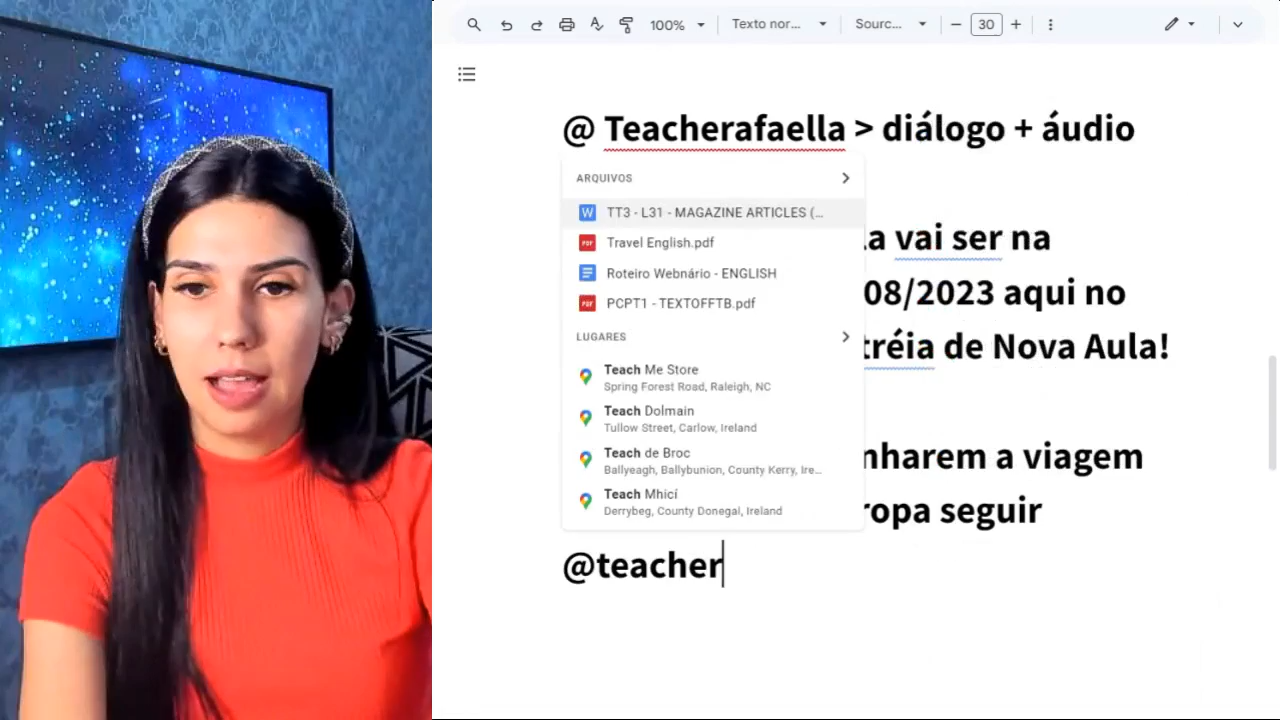 100%
Texto nor...
Sourc...
30
@ Teacherafaella > diálogo + áudio
ARQUIVOS
TT3 - L31 - MAGAZINE ARTICLES (...
Travel English.pdf
Roteiro Webnário - ENGLISH
PCPT1 - TEXTOFFTB.pdf
LUGARES
Teach Me Store
Spring Forest Road, Raleigh, NC
Teach Dolmain
Tullow Street, Carlow, Ireland
Teach de Broc
Ballyeagh, Ballybunion, County Kerry, Ire...
Teach Mhicí
Derrybeg, County Donegal, Ireland
la vai ser na
08/2023 aqui no
tréia de Nova Aula!
nharem a viagem
ropa seguir
@teacher